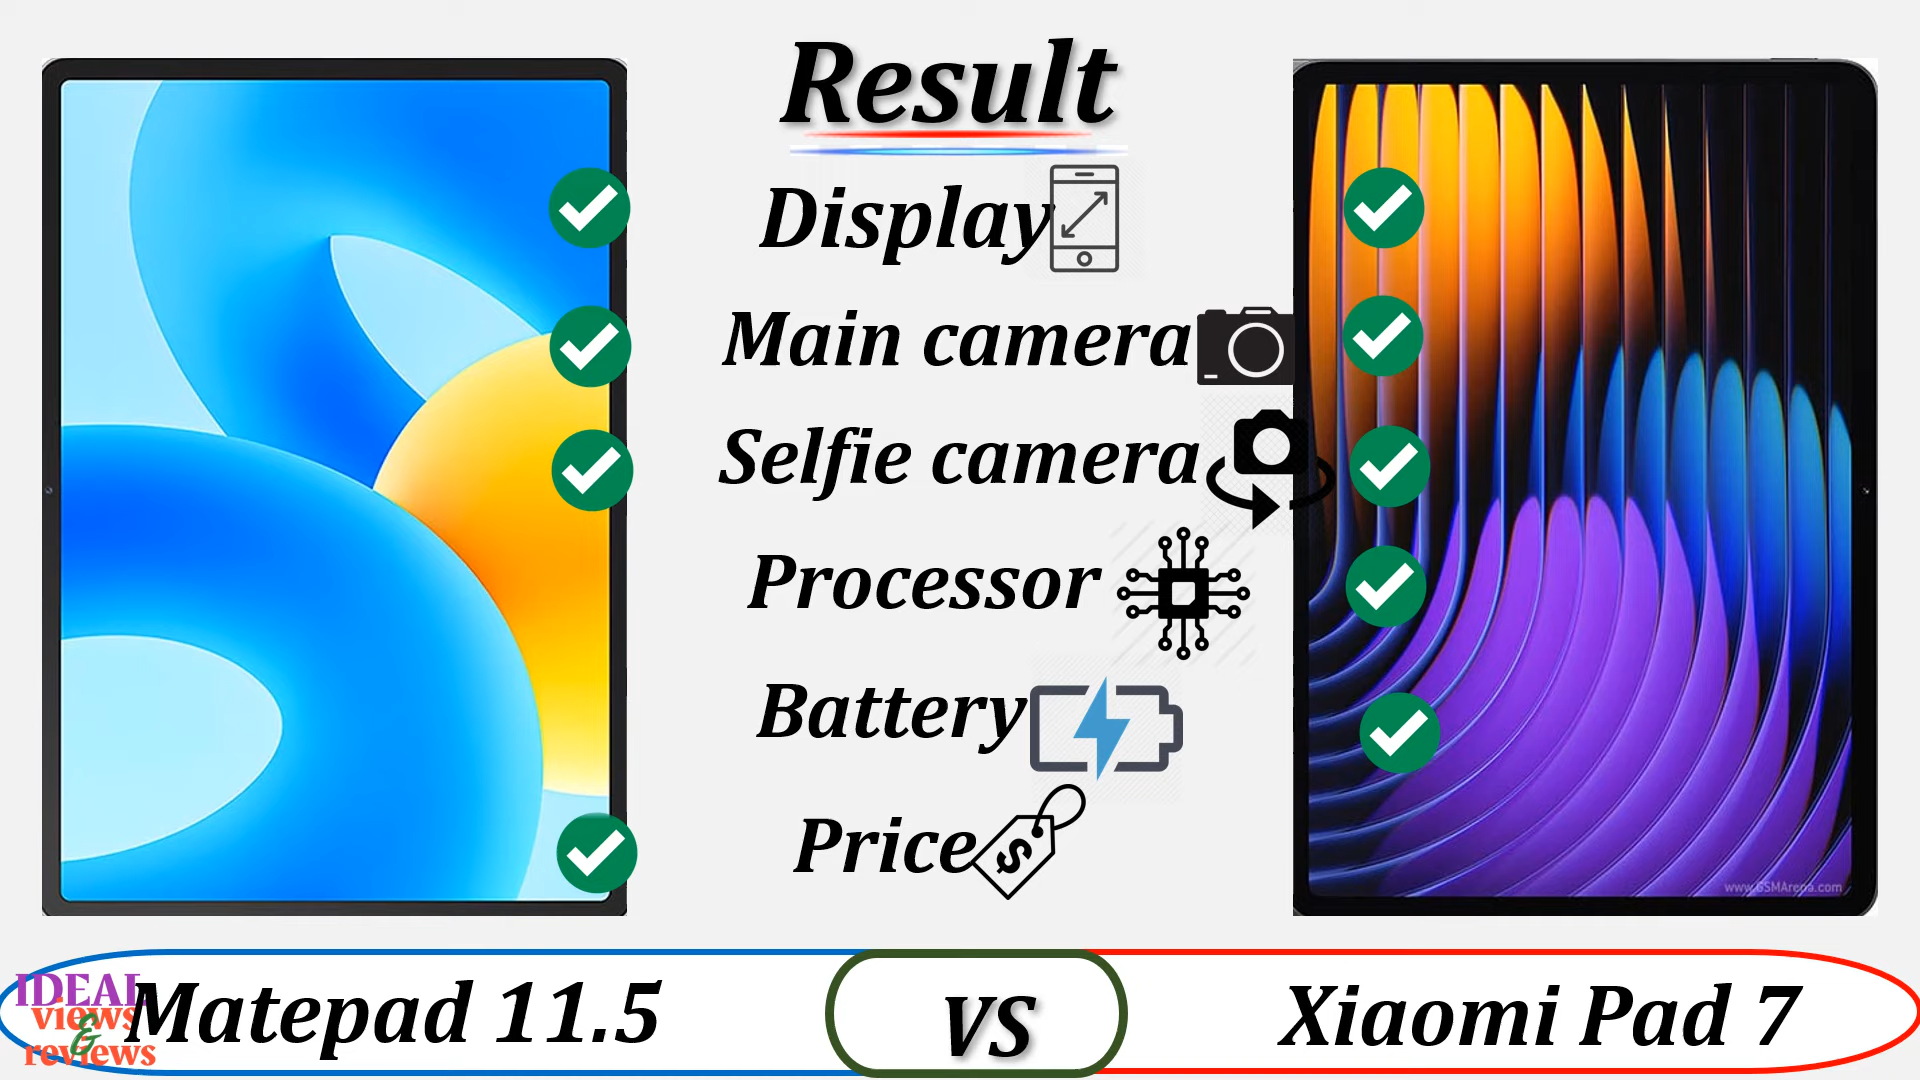 Result
Display
Main camera
Selfie camera
Processor
Battery
Price
$
www.GSMArena.com
IDEAL
views
&
reviews
Matepad 11.5
VS
Xiaomi Pad 7